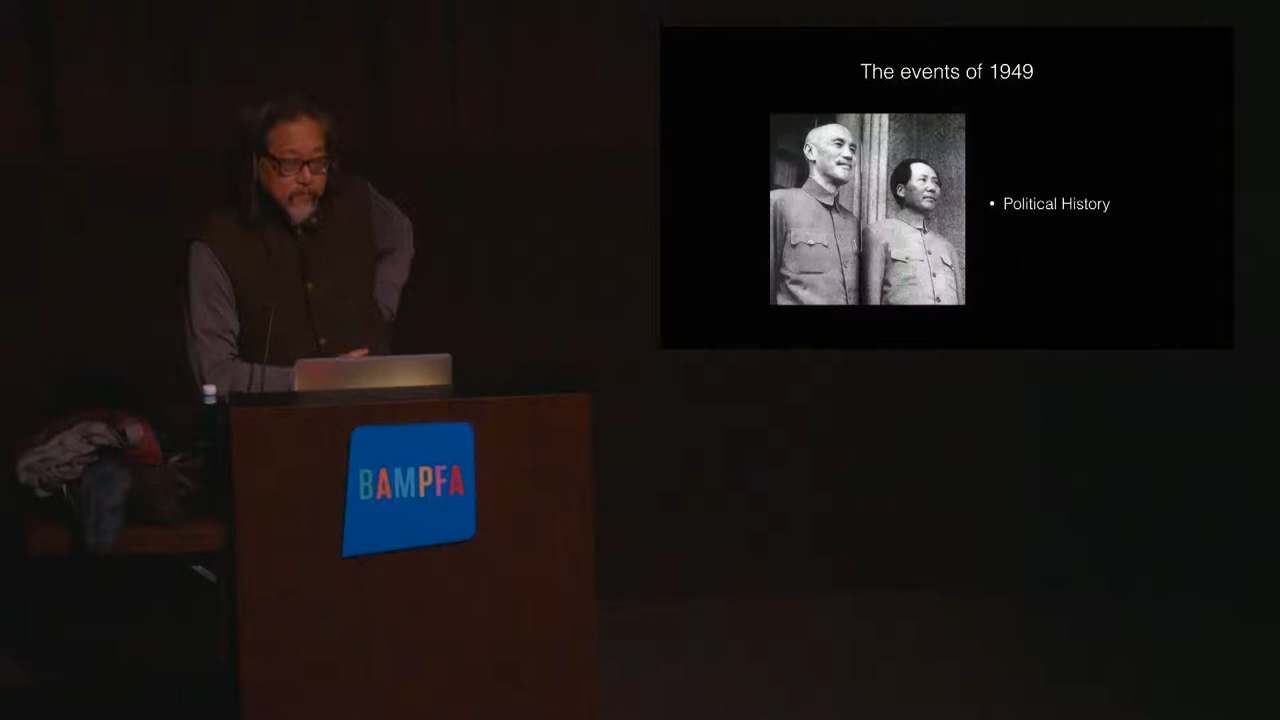 The events of 1949
• Political History
BAMPFA